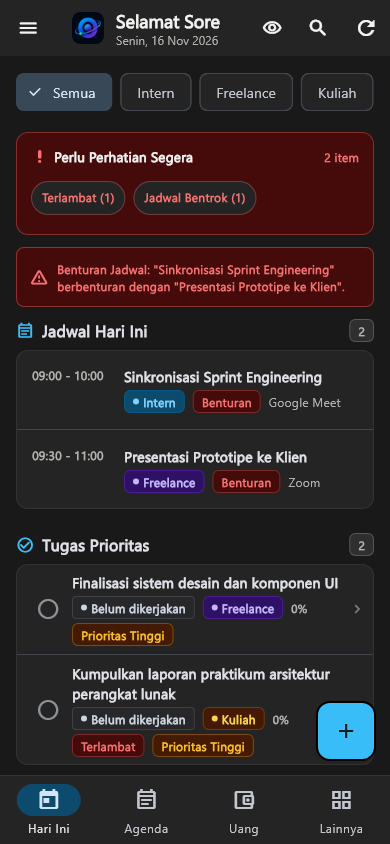 Selamat Sore
Senin, 16 Nov 2026
Semua
Intern
Freelance
Kuliah
Perlu Perhatian Segera
2 item
Terlambat (1)
Jadwal Bentrok (1)
Benturan Jadwal: "Sinkronisasi Sprint Engineering"
berbenturan dengan "Presentasi Prototipe ke Klien".
Jadwal Hari Ini
2
09:00 - 10:00
Sinkronisasi Sprint Engineering
Intern
Benturan
Google Meet
09:30 - 11:00
Presentasi Prototipe ke Klien
Freelance
Benturan
Zoom
Tugas Prioritas
2
Finalisasi sistem desain dan komponen UI
Belum dikerjakan
Freelance
0%
Prioritas Tinggi
Kumpulkan laporan praktikum arsitektur
perangkat lunak
Belum dikerjakan
Kuliah
0%
Terlambat
Prioritas Tinggi
Hari Ini
Agenda
Uang
Lainnya